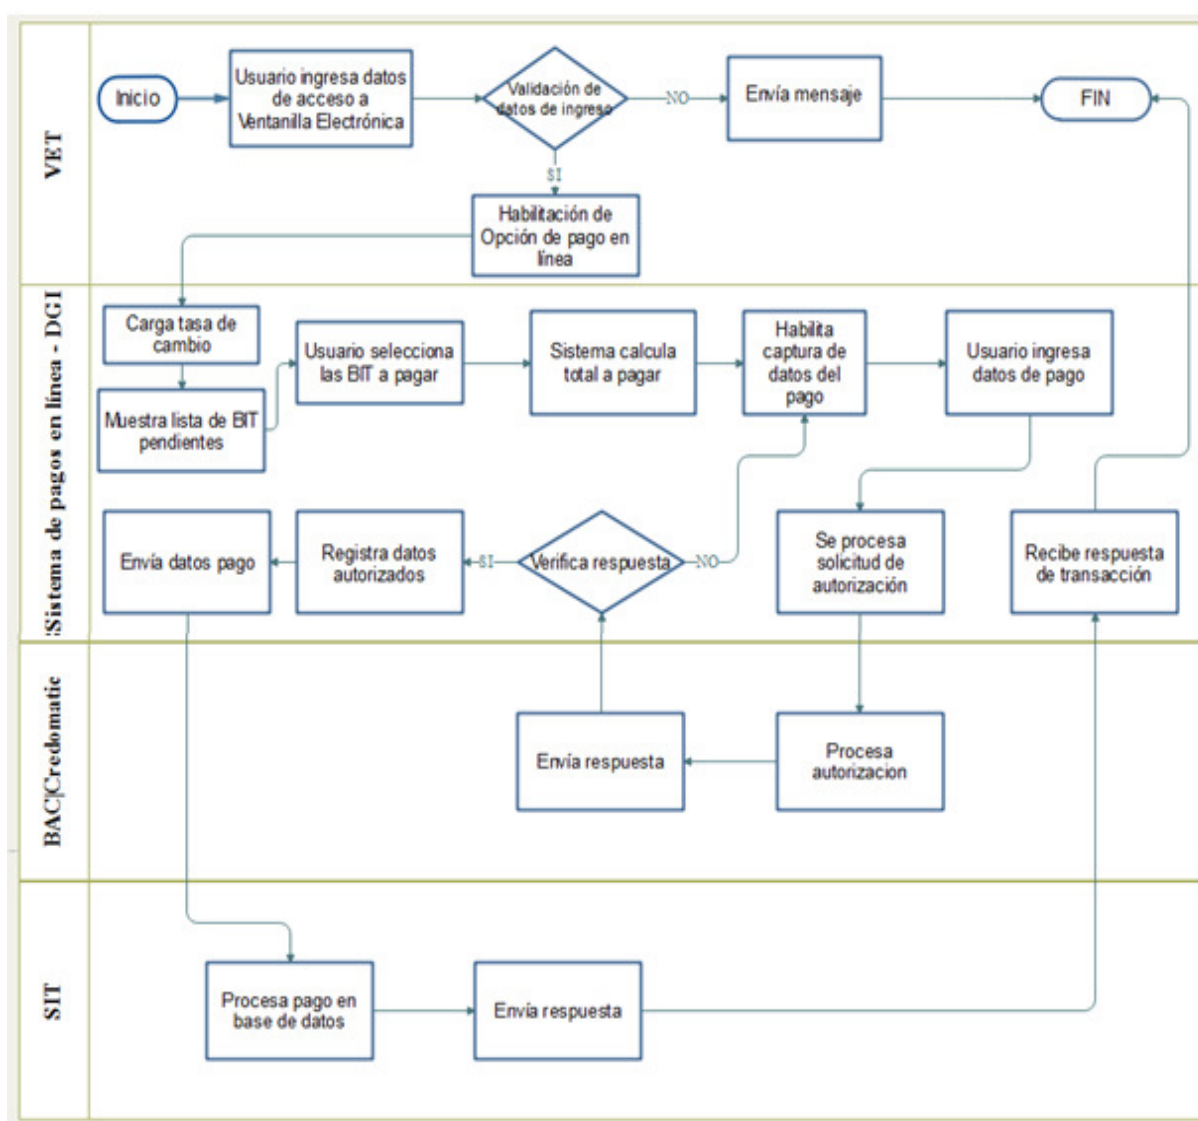 VET
Inicio
Usuario ingresa datos
de acceso a
Ventanilla Electrónica
Validación de
datos de ingreso
NO
Envía mensaje
FIN
SI
Habilitación de
Opción de pago en
línea
Sistema de pagos en línea - DGI
Carga tasa de
cambio
Muestra lista de BIT
pendientes
Usuario selecciona
las BIT a pagar
Sistema calcula
total a pagar
Habilita
captura de
datos del
pago
Usuario ingresa
datos de pago
Envía datos pago
Registra datos
autorizados
SI
Verifica respuesta
NO
Se procesa
solicitud de
autorización
Recibe respuesta
de transacción
BAC|Credomatic
Envía respuesta
Procesa
autorizacion
SIT
Procesa pago en
base de datos
Envía respuesta